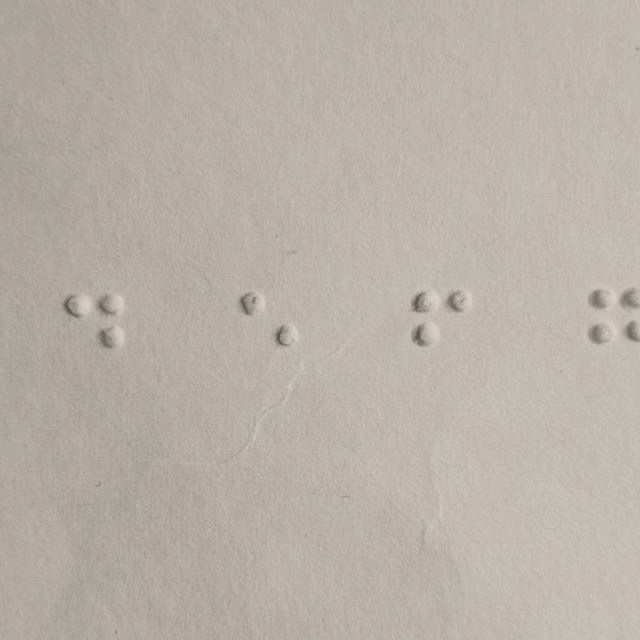 ⠙ ⠑ ⠋ ⠛